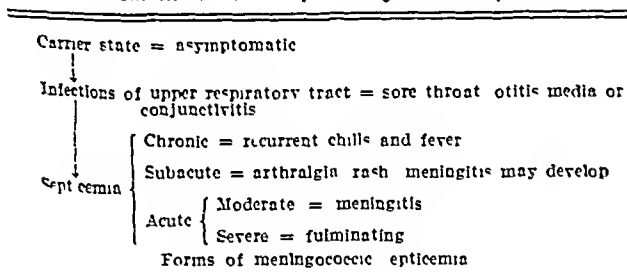 Carrier state = asymptomatic
Infections of upper respiratory tract = sore throat otitis media or
conjunctivitis
Chronic = recurrent chills and fever
Septicemia
Subacute = arthralgia rash meningitis may develop
Moderate = meningitis
Acute
Severe = fulminating
Forms of meningococcic epticemia